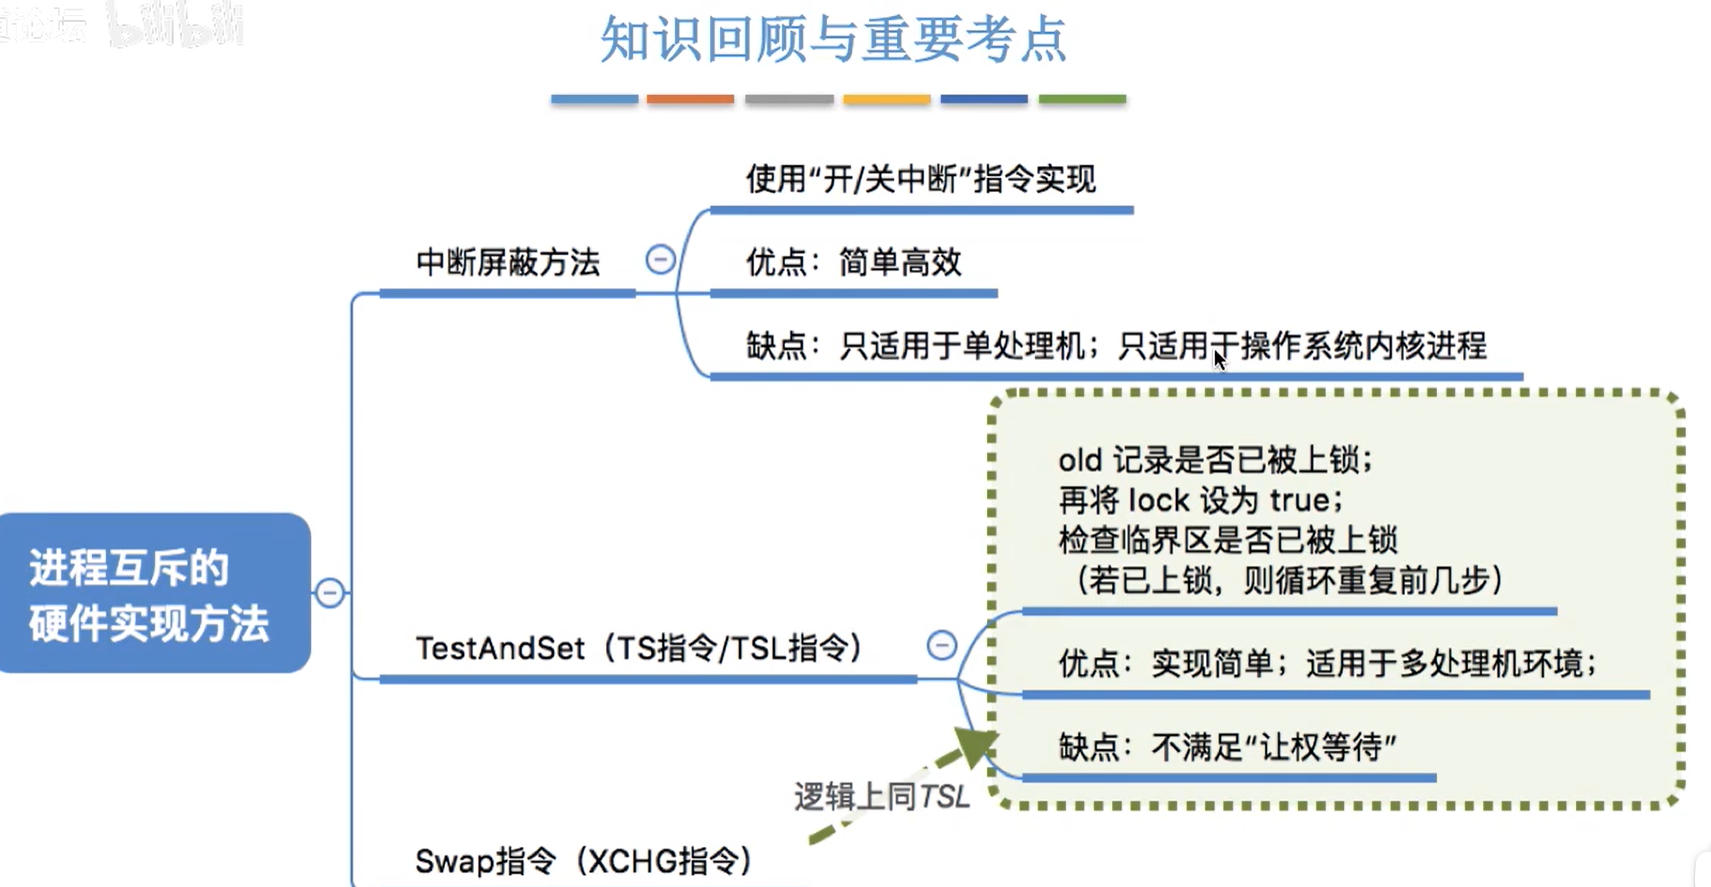 论坛 bilibili
知识回顾与重要考点
使用“开/关中断”指令实现
中断屏蔽方法
优点：简单高效
缺点：只适用于单处理机；只适用于操作系统内核进程
进程互斥的
硬件实现方法
TestAndSet（TS指令/TSL指令）
old 记录是否已被上锁；
再将 lock 设为 true；
检查临界区是否已被上锁
（若已上锁，则循环重复前几步）
优点：实现简单；适用于多处理机环境；
缺点：不满足“让权等待”
逻辑上同TSL
Swap指令（XCHG指令）